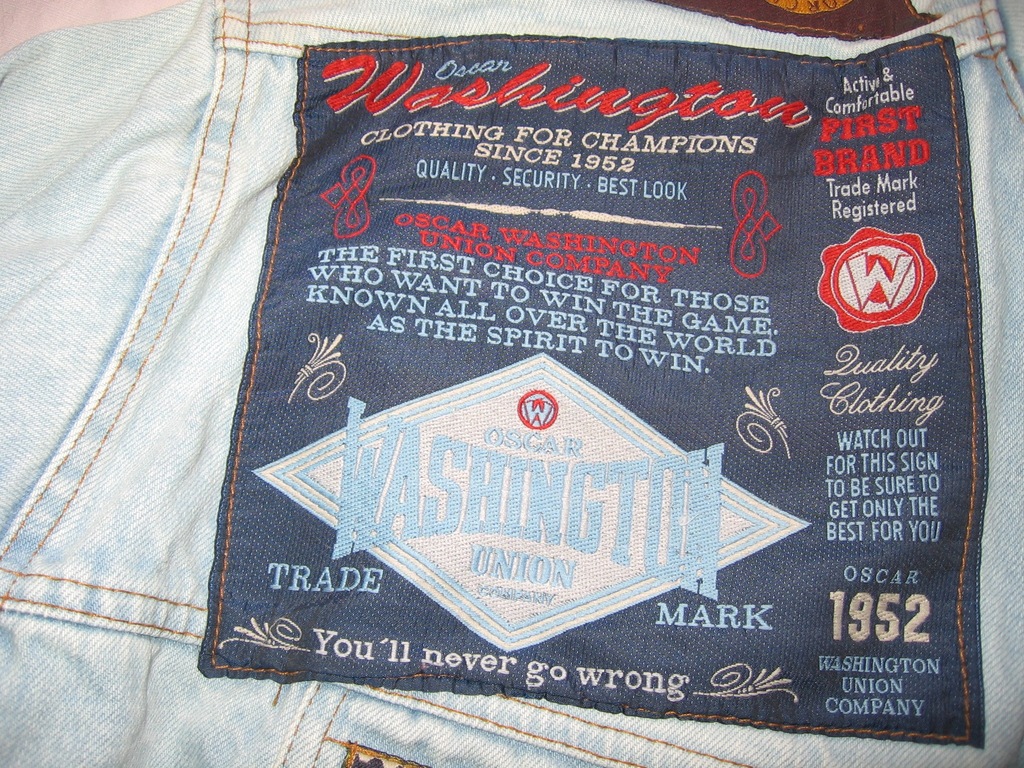 Oscar
Washington
CLOTHING FOR CHAMPIONS
SINCE 1952
QUALITY . SECURITY . BEST LOOK
OSCAR WASHINGTON
UNION COMPANY
THE FIRST CHOICE FOR THOSE
WHO WANT TO WIN THE GAME.
KNOWN ALL OVER THE WORLD
AS THE SPIRIT TO WIN.
W
OSCAR
WASHINGTON
UNION
COMPANY
TRADE
MARK
You'll never go wrong
Active &
Comfortable
FIRST
BRAND
Trade Mark
Registered
W
Quality
Clothing
WATCH OUT
FOR THIS SIGN
TO BE SURE TO
GET ONLY THE
BEST FOR YOU
OSCAR
1952
WASHINGTON
UNION
COMPANY